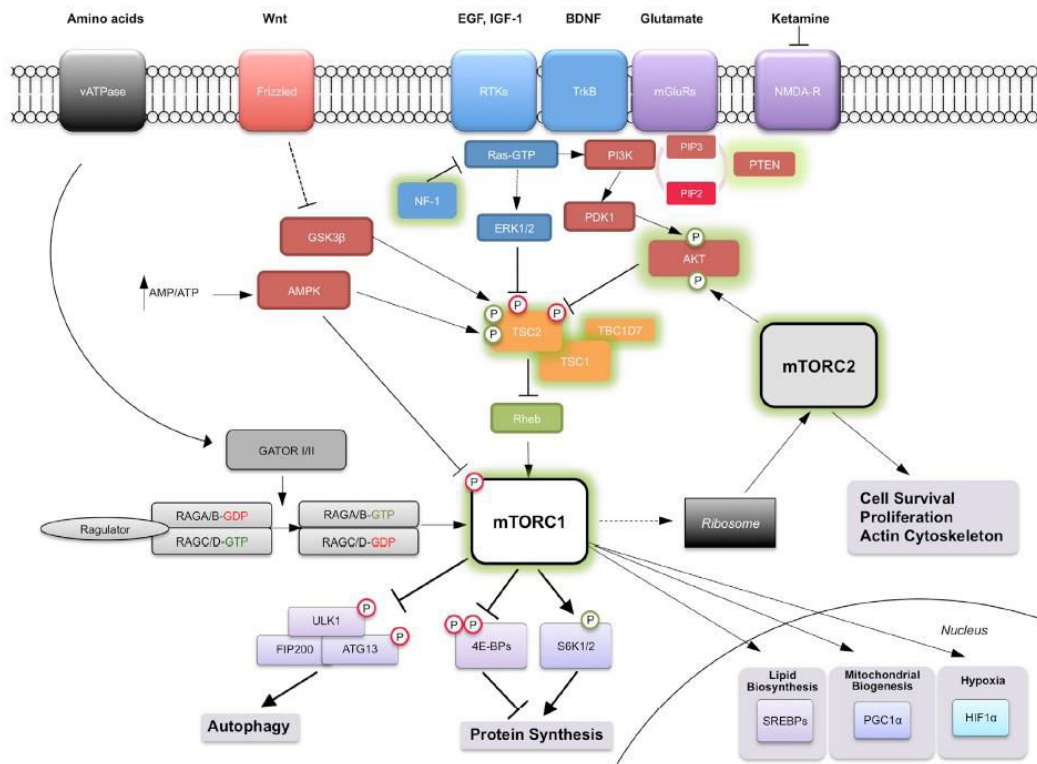 Amino acids
Wnt
EGF, IGF-1
BDNF
Glutamate
Ketamine
vATPase
Frizzled
RTKs
TrkB
mGluRs
NMDA-R
Ras-GTP
PI3K
PIP3
PTEN
NF-1
PIP2
PDK1
GSK3β
ERK1/2
P
AKT
P
AMP/ATP
AMPK
P
P
P
P
TSC2
TBC1D7
TSC1
mTORC2
Rheb
GATOR I/II
P
Ragulator
RAGA/B-GDP
RAGC/D-GTP
RAGA/B-GTP
RAGC/D-GDP
mTORC1
Ribosome
Cell Survival
Proliferation
Actin Cytoskeleton
ULK1
P
FIP200
ATG13
P
P
P
4E-BPs
P
S6K1/2
Autophagy
Protein Synthesis
Nucleus
Lipid
Biosynthesis
SREBPs
Mitochondrial
Biogenesis
PGC1α
Hypoxia
HIF1α